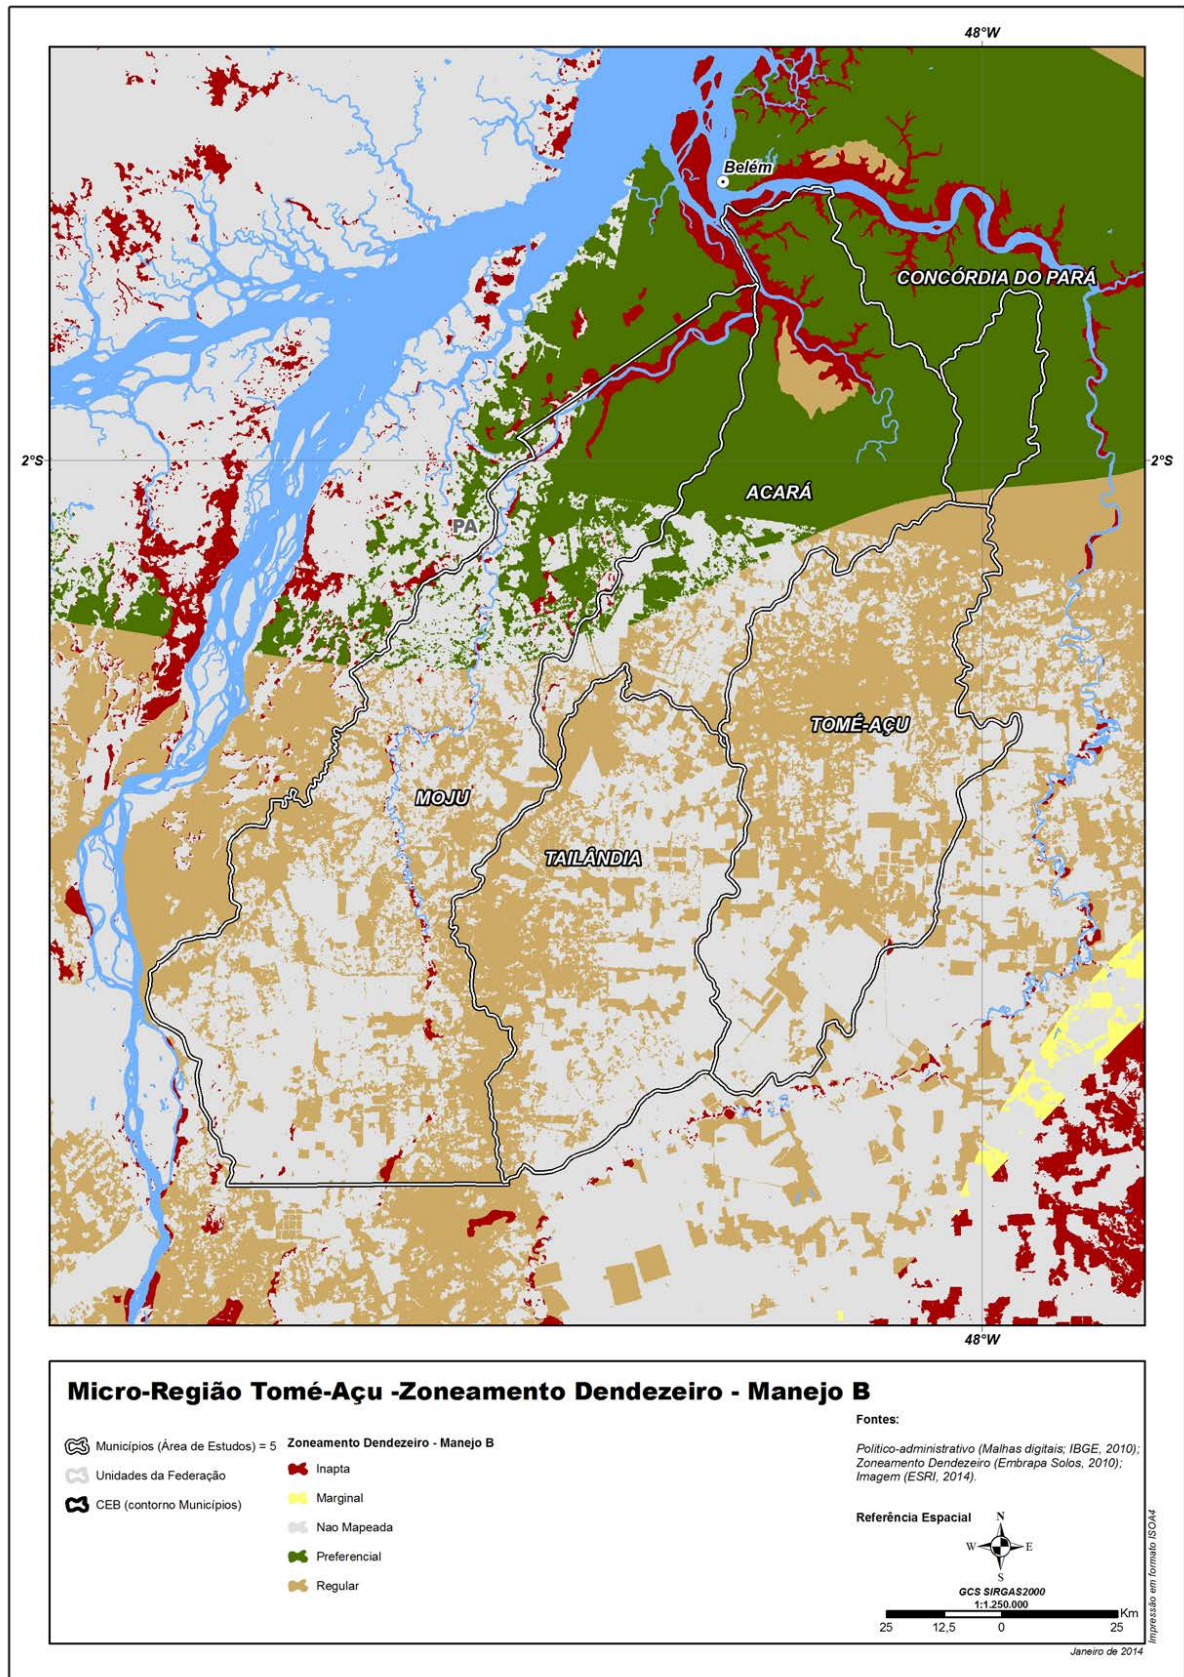 48°W
Belém
CONCÓRDIA DO PARÁ
2°S
2°S
ACARÁ
PA
TOMÉ-AÇU
MOJU
TAILÂNDIA
48°W
Micro-Região Tomé-Açu -Zoneamento Dendezeiro - Manejo B
Municípios (Área de Estudos) = 5
Unidades da Federação
CEB (contorno Municípios)
Zoneamento Dendezeiro - Manejo B
Inapta
Marginal
Nao Mapeada
Preferencial
Regular
Fontes:
Político-administrativo (Malhas digitais; IBGE, 2010);
Zoneamento Dendezeiro (Embrapa Solos, 2010);
Imagem (ESRI, 2014).
Referência Espacial
N
W E
S
GCS SIRGAS2000
1:1.250.000
Km
25 12,5 0 25
Impressão em formato ISOA4
Janeiro de 2014